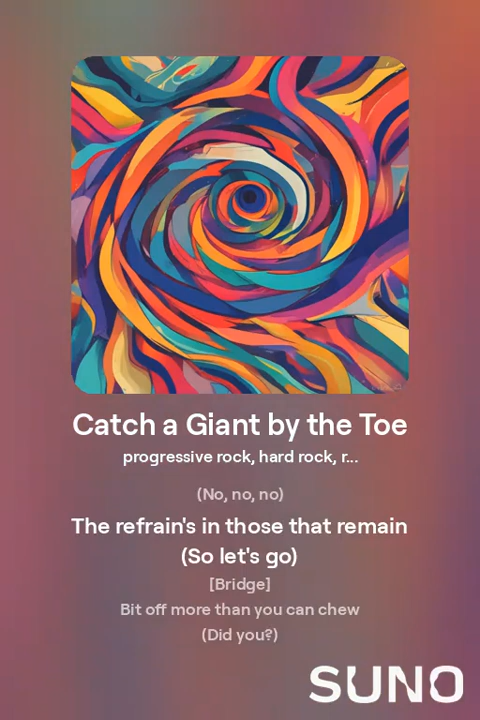 Catch a Giant by the Toe
progressive rock, hard rock, r...
(No, no, no)
The refrain's in those that remain
(So let's go)
[Bridge]
Bit off more than you can chew
(Did you?)
SUNO